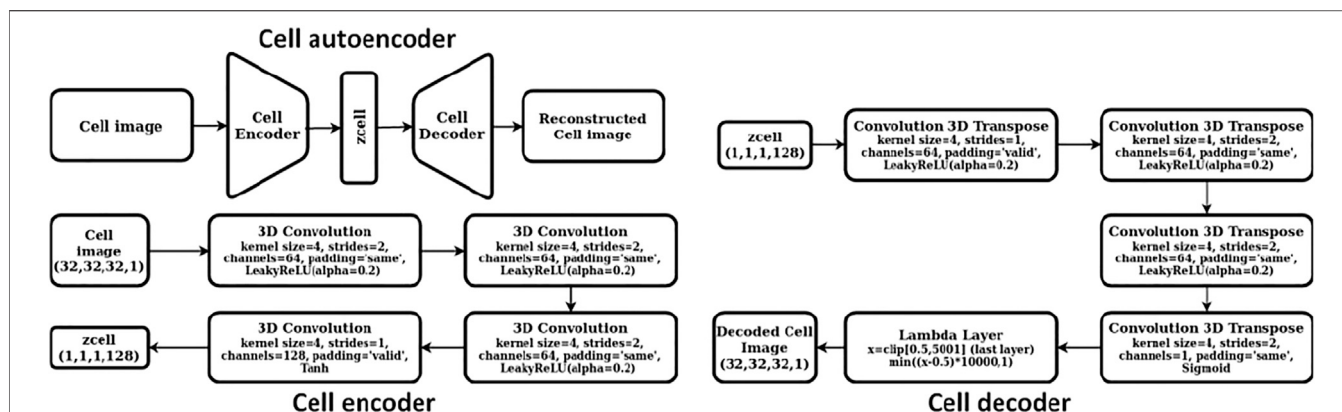 Cell autoencoder
Cell image
Cell
Encoder
zcell
Cell
Decoder
Reconstructed
Cell image
Cell
image
(32,32,32,1)
3D Convolution
kernel size=4, strides=2,
channels=64, padding='same',
LeakyReLU(alpha=0.2)
3D Convolution
kernel size=4, strides=2,
channels=64, padding='same',
LeakyReLU(alpha=0.2)
zcell
(1,1,1,128)
3D Convolution
kernel size=4, strides=1,
channels=128, padding='valid',
Tanh
3D Convolution
kernel size=4, strides=2,
channels=64, padding='same',
LeakyReLU(alpha=0.2)
Cell encoder
zcell
(1,1,1,128)
Convolution 3D Transpose
kernel size=4, strides=1,
channels=64, padding='valid',
LeakyReLU(alpha=0.2)
Convolution 3D Transpose
kernel size=4, strides=2,
channels=64, padding='same',
LeakyReLU(alpha=0.2)
Convolution 3D Transpose
kernel size=4, strides=2,
channels=64, padding='same',
LeakyReLU(alpha=0.2)
Decoded Cell
Image
(32,32,32,1)
Lambda Layer
x=clip[0.5,5001] (last layer)
min((x-0.5)*10000,1)
Convolution 3D Transpose
kernel size=4, strides=2,
channels=1, padding='same',
Sigmoid
Cell decoder